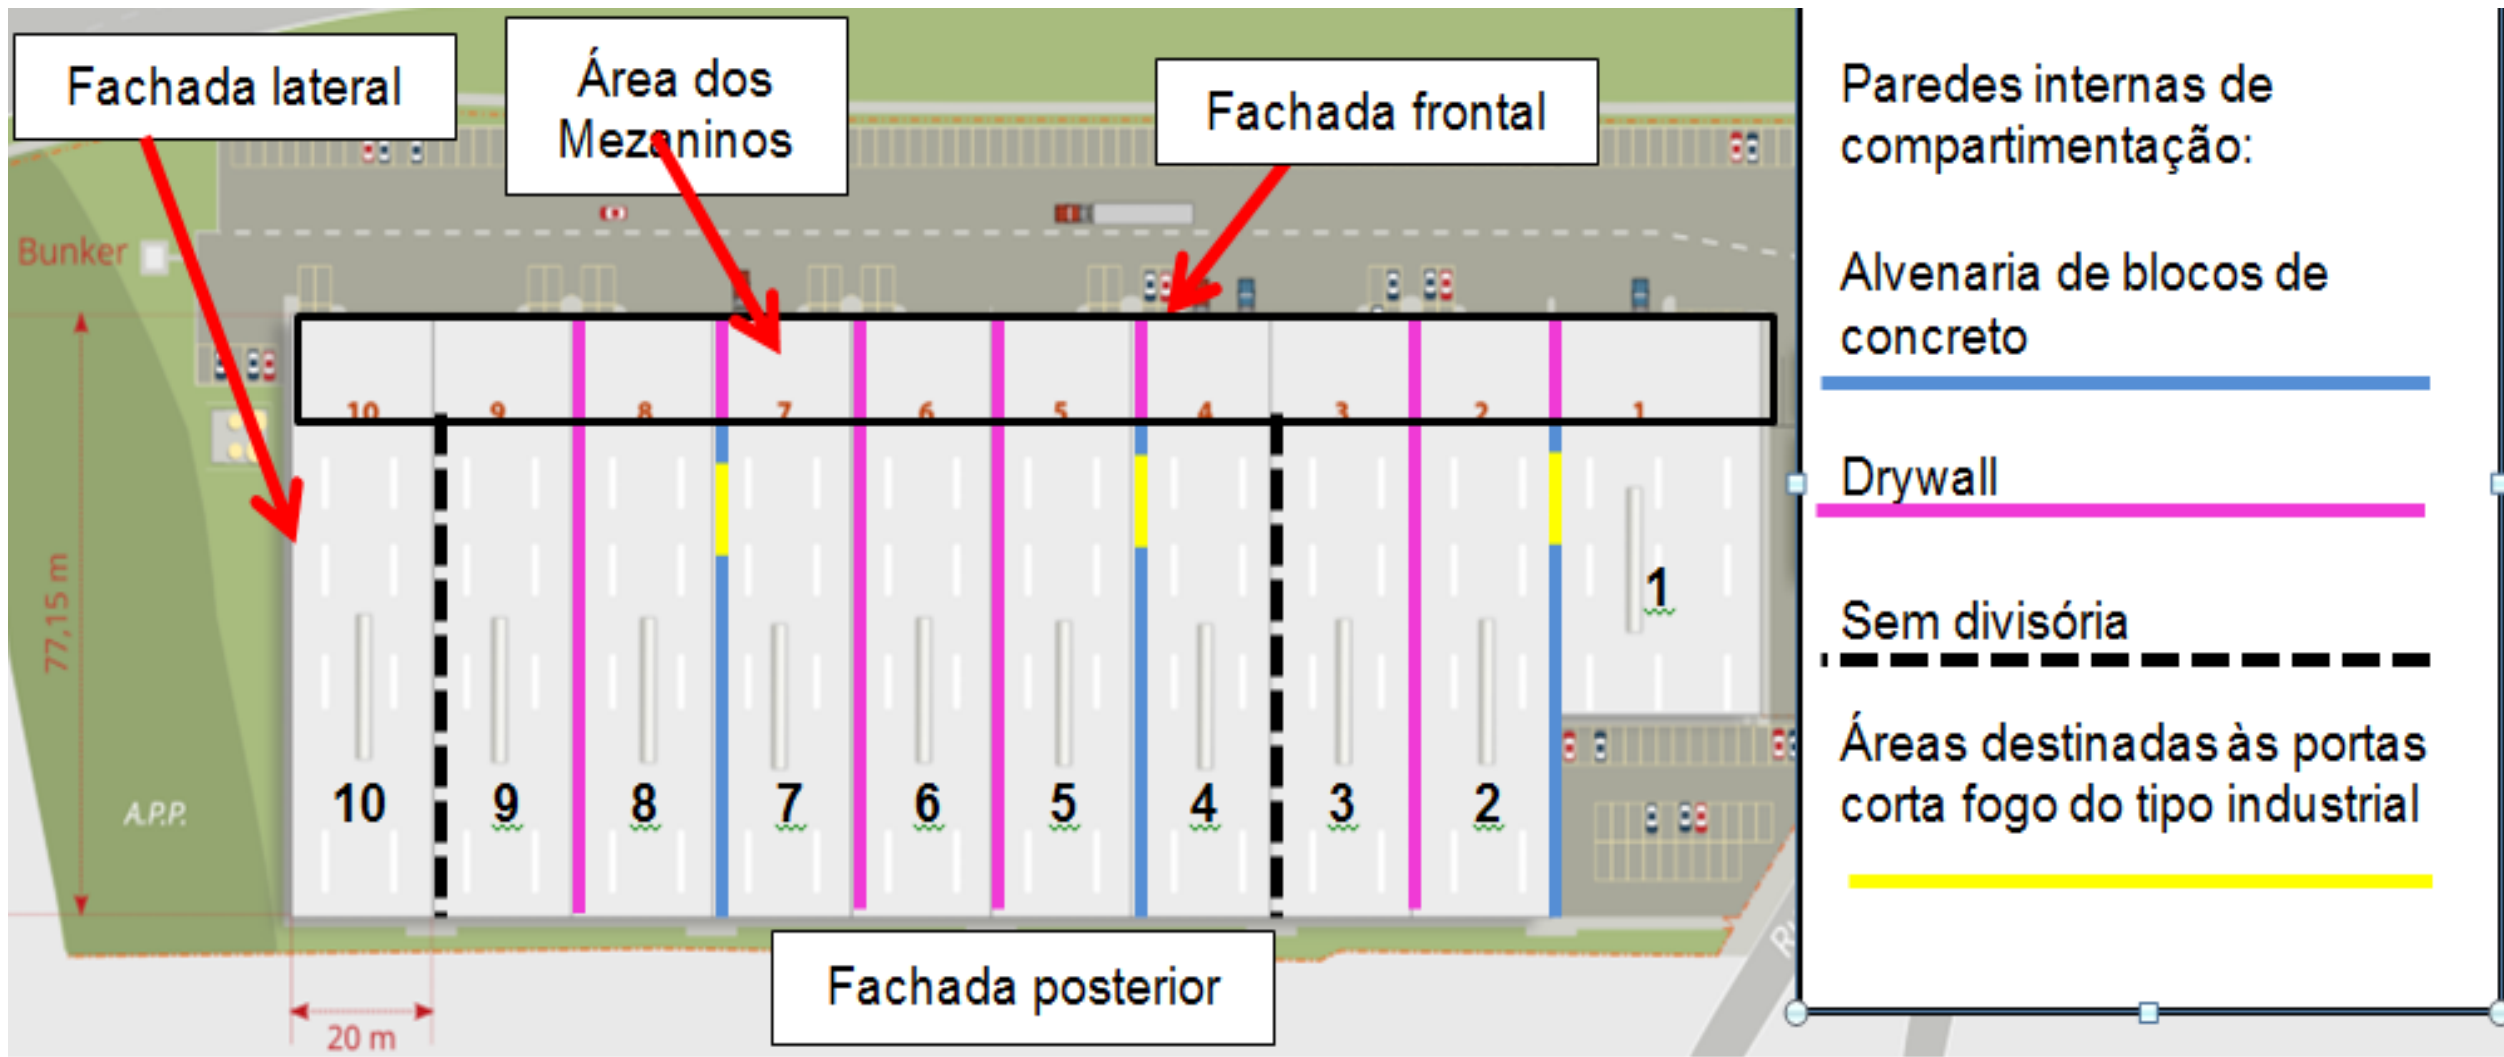 Fachada lateral
Área dos
Mezaninos
Fachada frontal
Bunker
10 9 8 7 6 5 4 3 2 1
77,15 m
1
10 9 8 7 6 5 4 3 2
A.P.P.
Fachada posterior
20 m
Paredes internas de
compartimentação:
Alvenaria de blocos de
concreto
Drywall
Sem divisória
Áreas destinadas às portas
corta fogo do tipo industrial